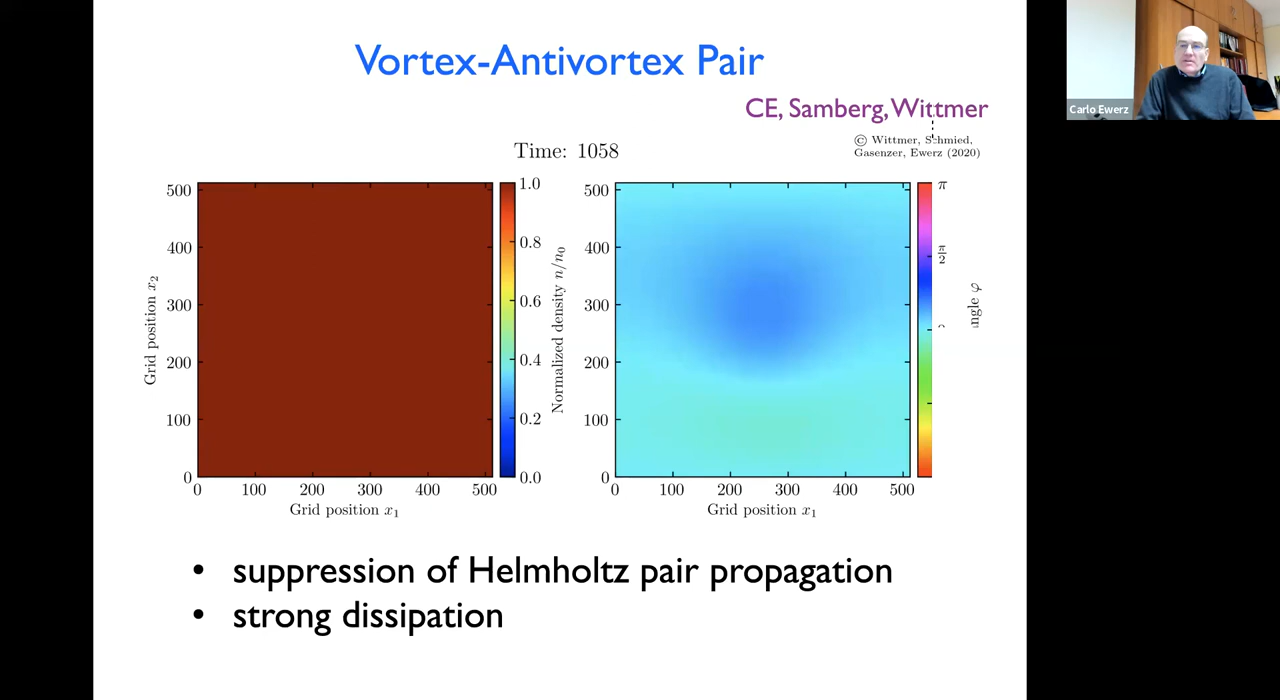 Vortex-Antivortex Pair
CE, Samberg, Wittmer
© Wittmer, Schmied,
Gasenzer, Ewerz (2020)
Time: 1058
Carlo Ewerz
500
400
300
200
100
0
Grid position x₂
0 100 200 300 400 500
Grid position x₁
1.0
0.8
0.6
0.4
0.2
0.0
Normalized density n/n₀
500
400
300
200
100
0
0 100 200 300 400 500
Grid position x₁
π
π/2
ngle φ
• suppression of Helmholtz pair propagation
• strong dissipation